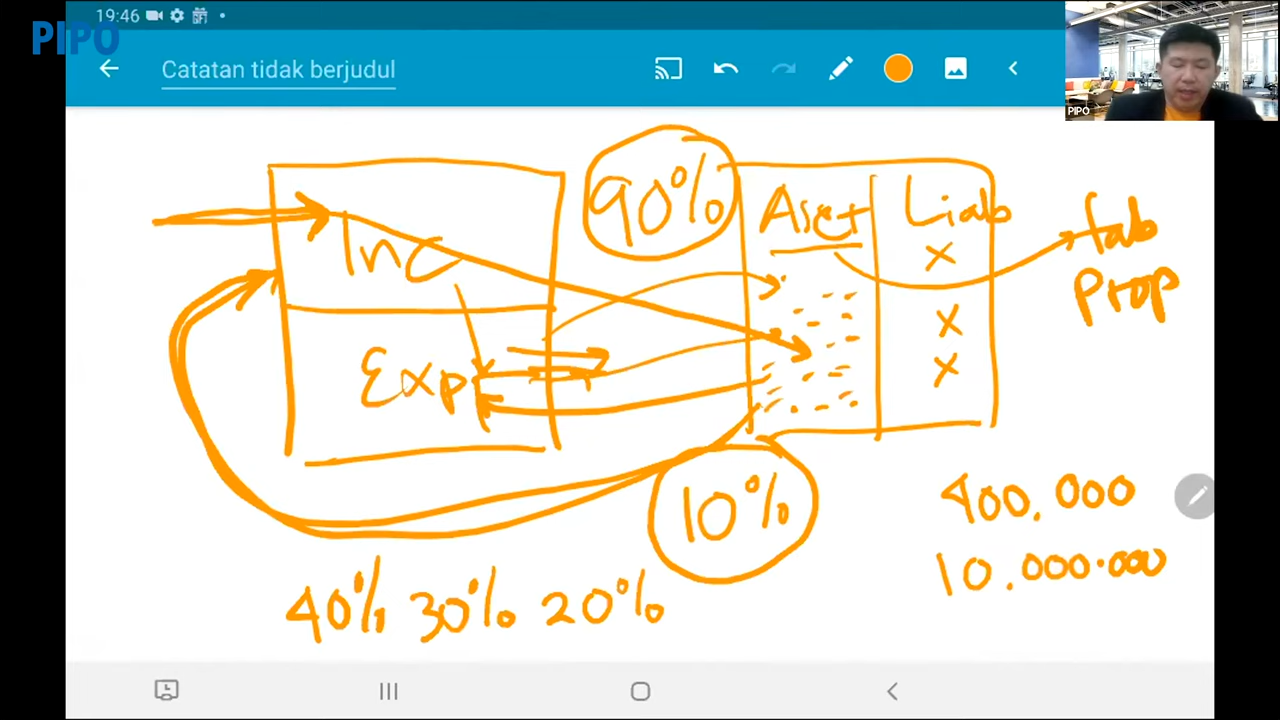 19:46
PIPO
Catatan tidak berjudul
PIPO
90%
Aset
Liab
Inc
tab
Prop
Exp
10%
400.000
10.000.000
40% 30% 20%